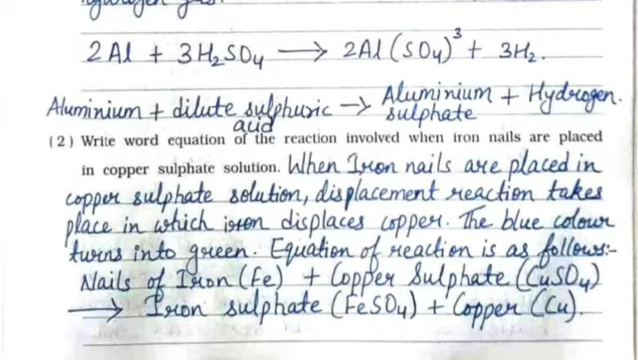 hydrogen gas.
2Al + 3H₂SO₄ ⟶ 2Al(SO₄)³ + 3H₂.
Aluminium + dilute sulphuric acid → Aluminium sulphate + Hydrogen.
(2) Write word equation of the reaction involved when iron nails are placed
in copper sulphate solution. When Iron nails are placed in
copper sulphate solution, displacement reaction takes
place in which iron displaces copper. The blue colour
turns into green. Equation of reaction is as follows:-
Nails of Iron (Fe) + Copper Sulphate (CuSO₄)
⟶ Iron sulphate (FeSO₄) + Copper (Cu).